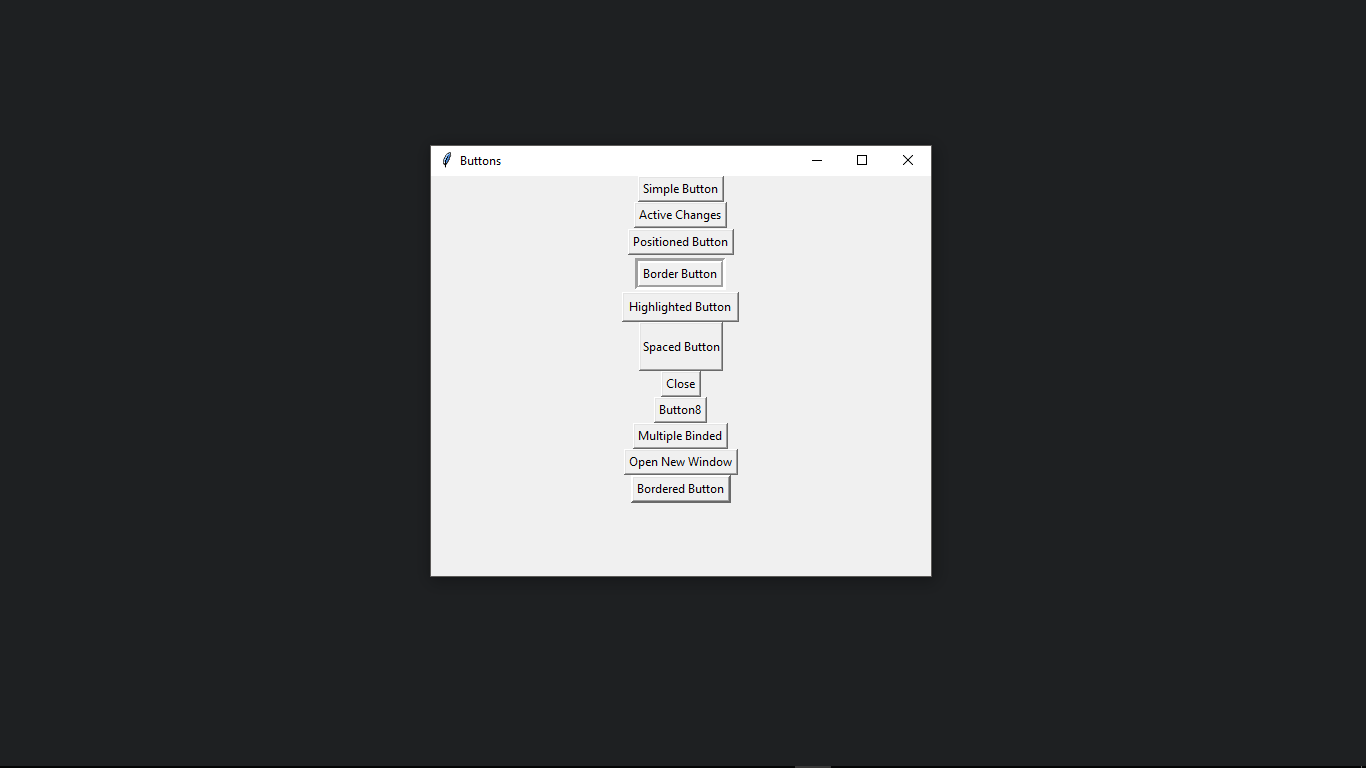 Buttons
Simple Button
Active Changes
Positioned Button
Border Button
Highlighted Button
Spaced Button
Close
Button8
Multiple Binded
Open New Window
Bordered Button